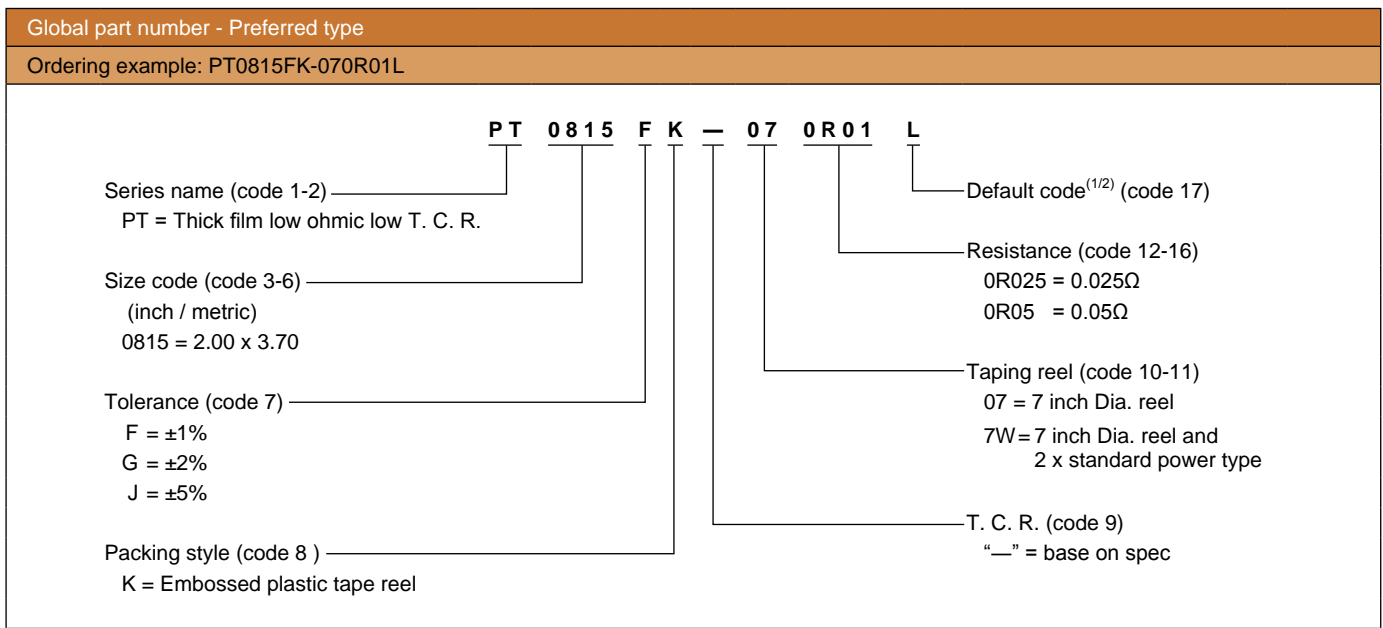 Global part number - Preferred type
Ordering example: PT0815FK-070R01L
P T 0 8 1 5 F K — 0 7 0 R 0 1 L
Series name (code 1-2)
PT = Thick film low ohmic low T. C. R.
Size code (code 3-6)
(inch / metric)
0815 = 2.00 x 3.70
Tolerance (code 7)
F = ±1%
G = ±2%
J = ±5%
Packing style (code 8 )
K = Embossed plastic tape reel
Default code(1/2) (code 17)
Resistance (code 12-16)
0R025 = 0.025Ω
0R05 = 0.05Ω
Taping reel (code 10-11)
07 = 7 inch Dia. reel
7W= 7 inch Dia. reel and
2 x standard power type
T. C. R. (code 9)
“—” = base on spec